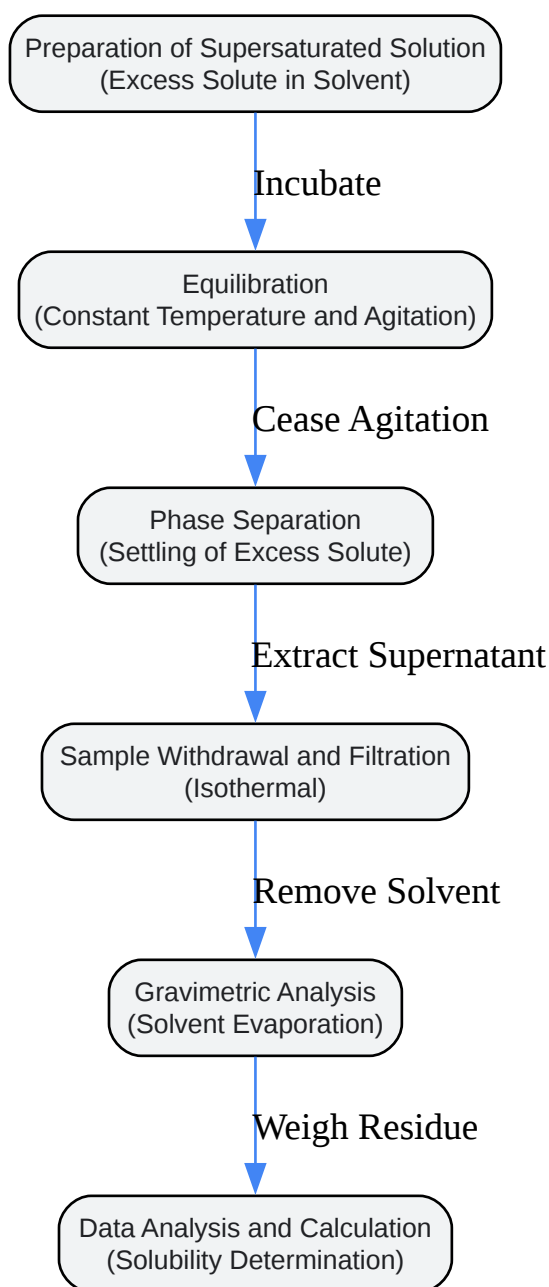 Preparation of Supersaturated Solution
(Excess Solute in Solvent)
Incubate
Equilibration
(Constant Temperature and Agitation)
Cease Agitation
Phase Separation
(Settling of Excess Solute)
Extract Supernatant
Sample Withdrawal and Filtration
(Isothermal)
Remove Solvent
Gravimetric Analysis
(Solvent Evaporation)
Weigh Residue
Data Analysis and Calculation
(Solubility Determination)